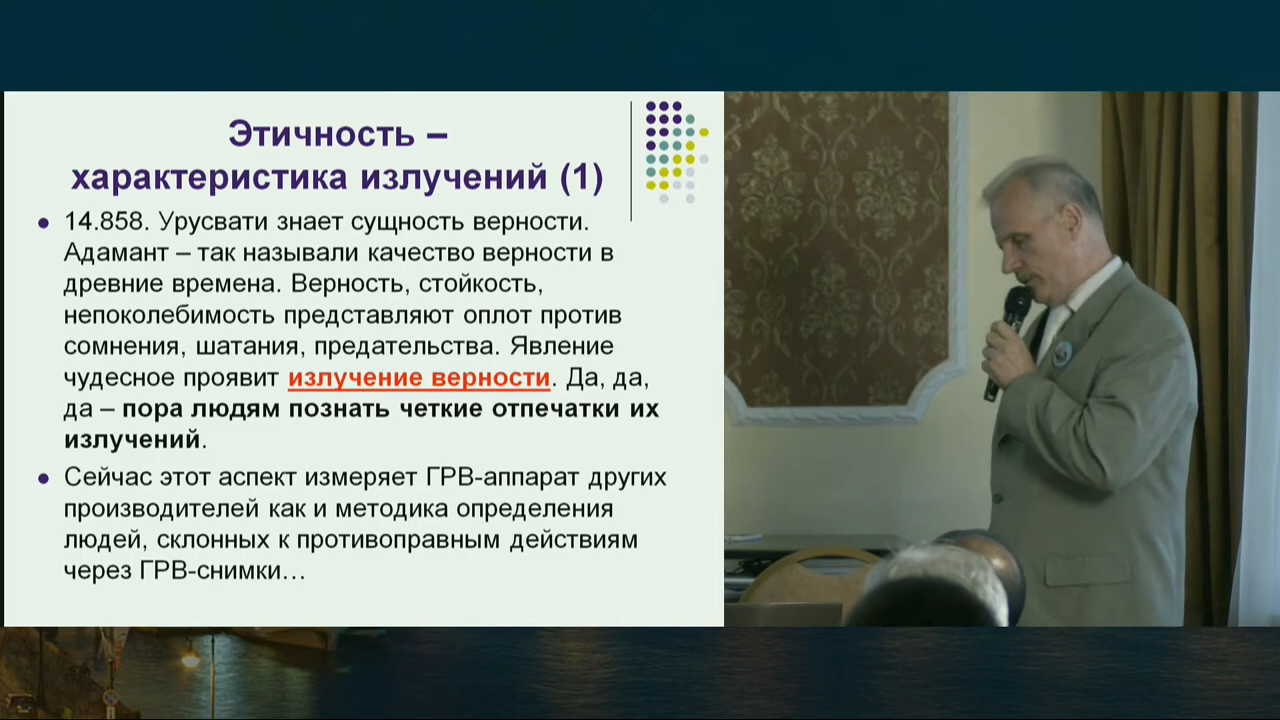 Этичность –
характеристика излучений (1)
14.858. Урусвати знает сущность верности.
Адамант – так называли качество верности в
древние времена. Верность, стойкость,
непоколебимость представляют оплот против
сомнения, шатания, предательства. Явление
чудесное проявит излучение верности. Да, да,
да – пора людям познать четкие отпечатки их
излучений.
Сейчас этот аспект измеряет ГРВ-аппарат других
производителей как и методика определения
людей, склонных к противоправным действиям
через ГРВ-снимки…